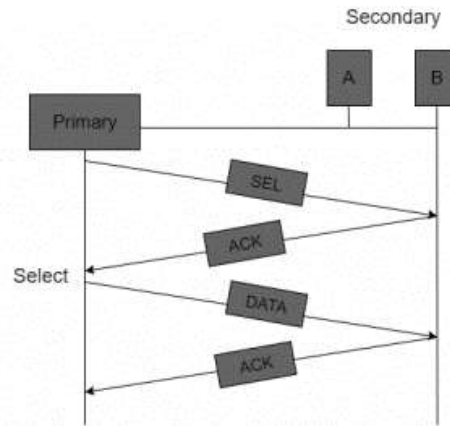 Secondary
A
B
Primary
SEL
ACK
Select
DATA
ACK